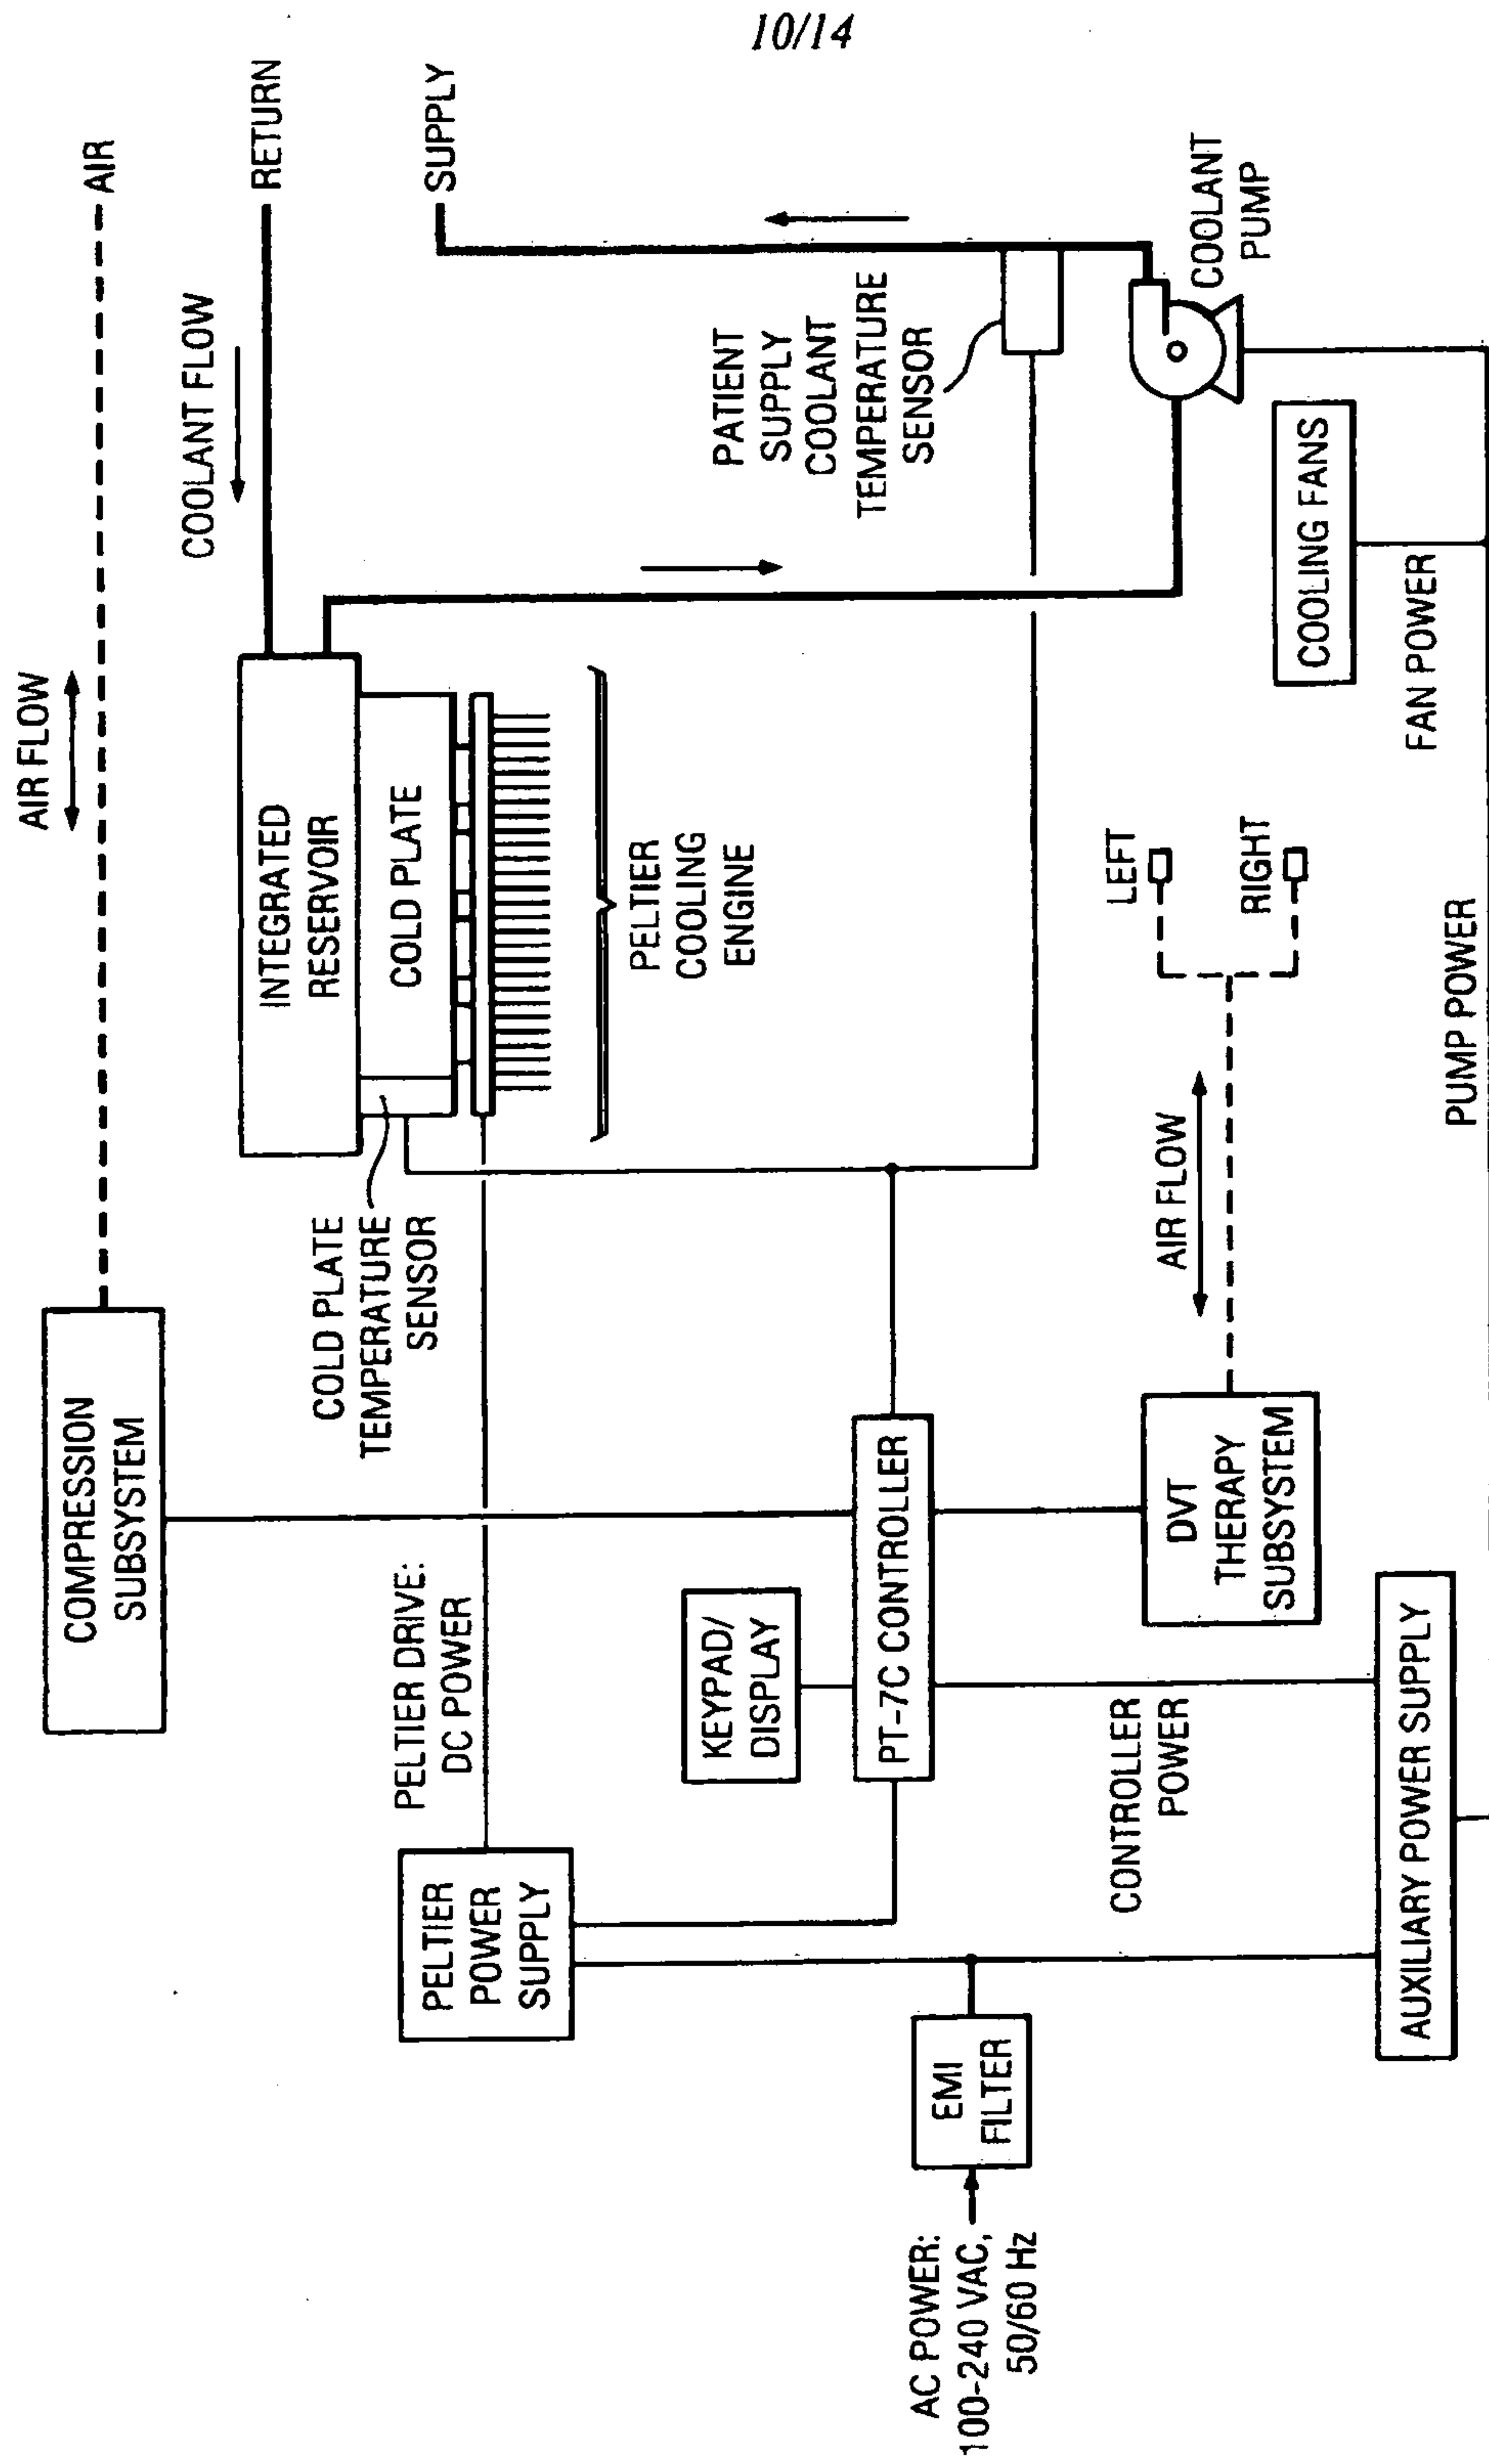 10/14
AIR FLOW
AIR
COMPRESSION
SUBSYSTEM
COOLANT FLOW
RETURN
SUPPLY
INTEGRATED
RESERVOIR
COLD PLATE
COLD PLATE
TEMPERATURE
SENSOR
PELTIER
COOLING
ENGINE
PELTIER DRIVE:
DC POWER
PELTIER
POWER
SUPPLY
PATIENT
SUPPLY
COOLANT
TEMPERATURE
SENSOR
COOLANT
PUMP
KEYPAD/
DISPLAY
PT-7C CONTROLLER
EMI
FILTER
AC POWER:
100-240 VAC,
50/60 Hz
CONTROLLER
POWER
DVT
THERAPY
SUBSYSTEM
AIR FLOW
LEFT
RIGHT
COOLING FANS
FAN POWER
AUXILIARY POWER SUPPLY
PUMP POWER